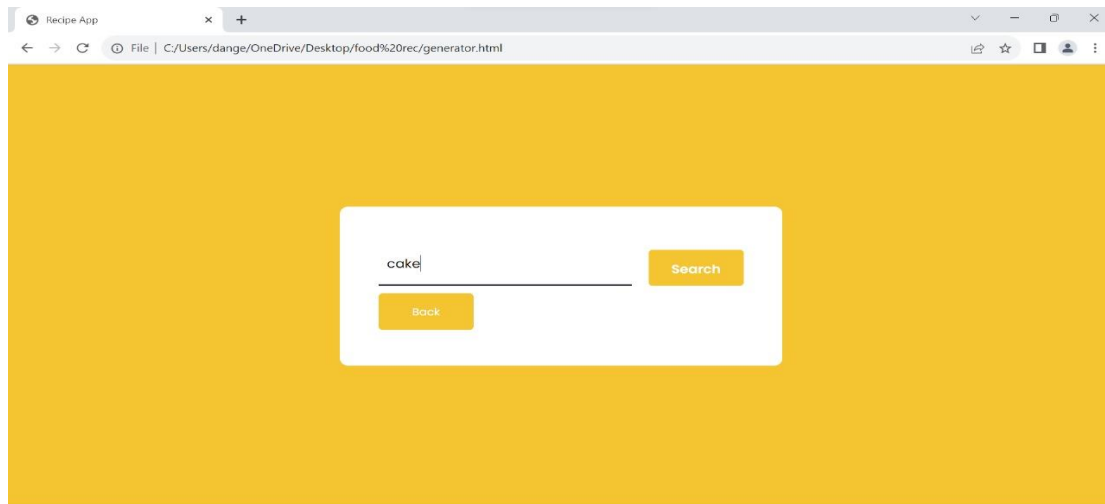 Recipe App
File | C:/Users/dange/OneDrive/Desktop/food%20rec/generator.html
cake
Search
Back